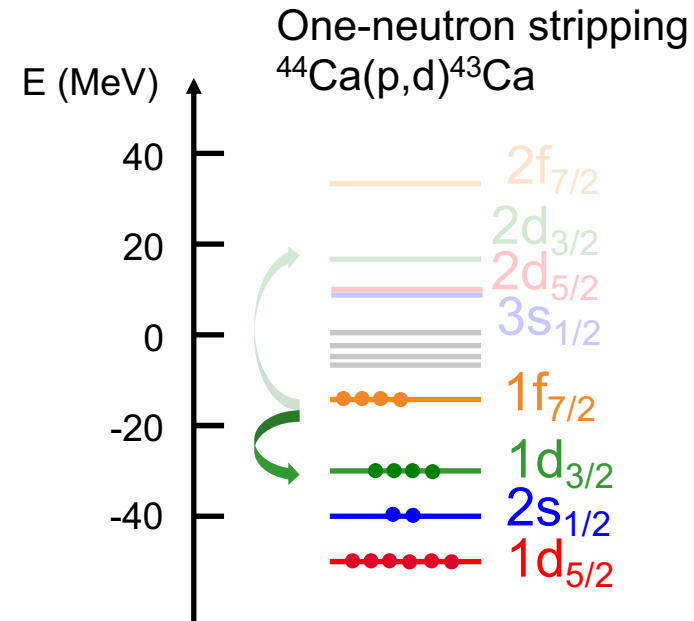 One-neutron stripping
⁴⁴Ca(p,d)⁴³Ca
E (MeV)
40
20
0
-20
-40
2f₇/₂
2d₃/₂
2d₅/₂
3s₁/₂
1f₇/₂
1d₃/₂
2s₁/₂
1d₅/₂